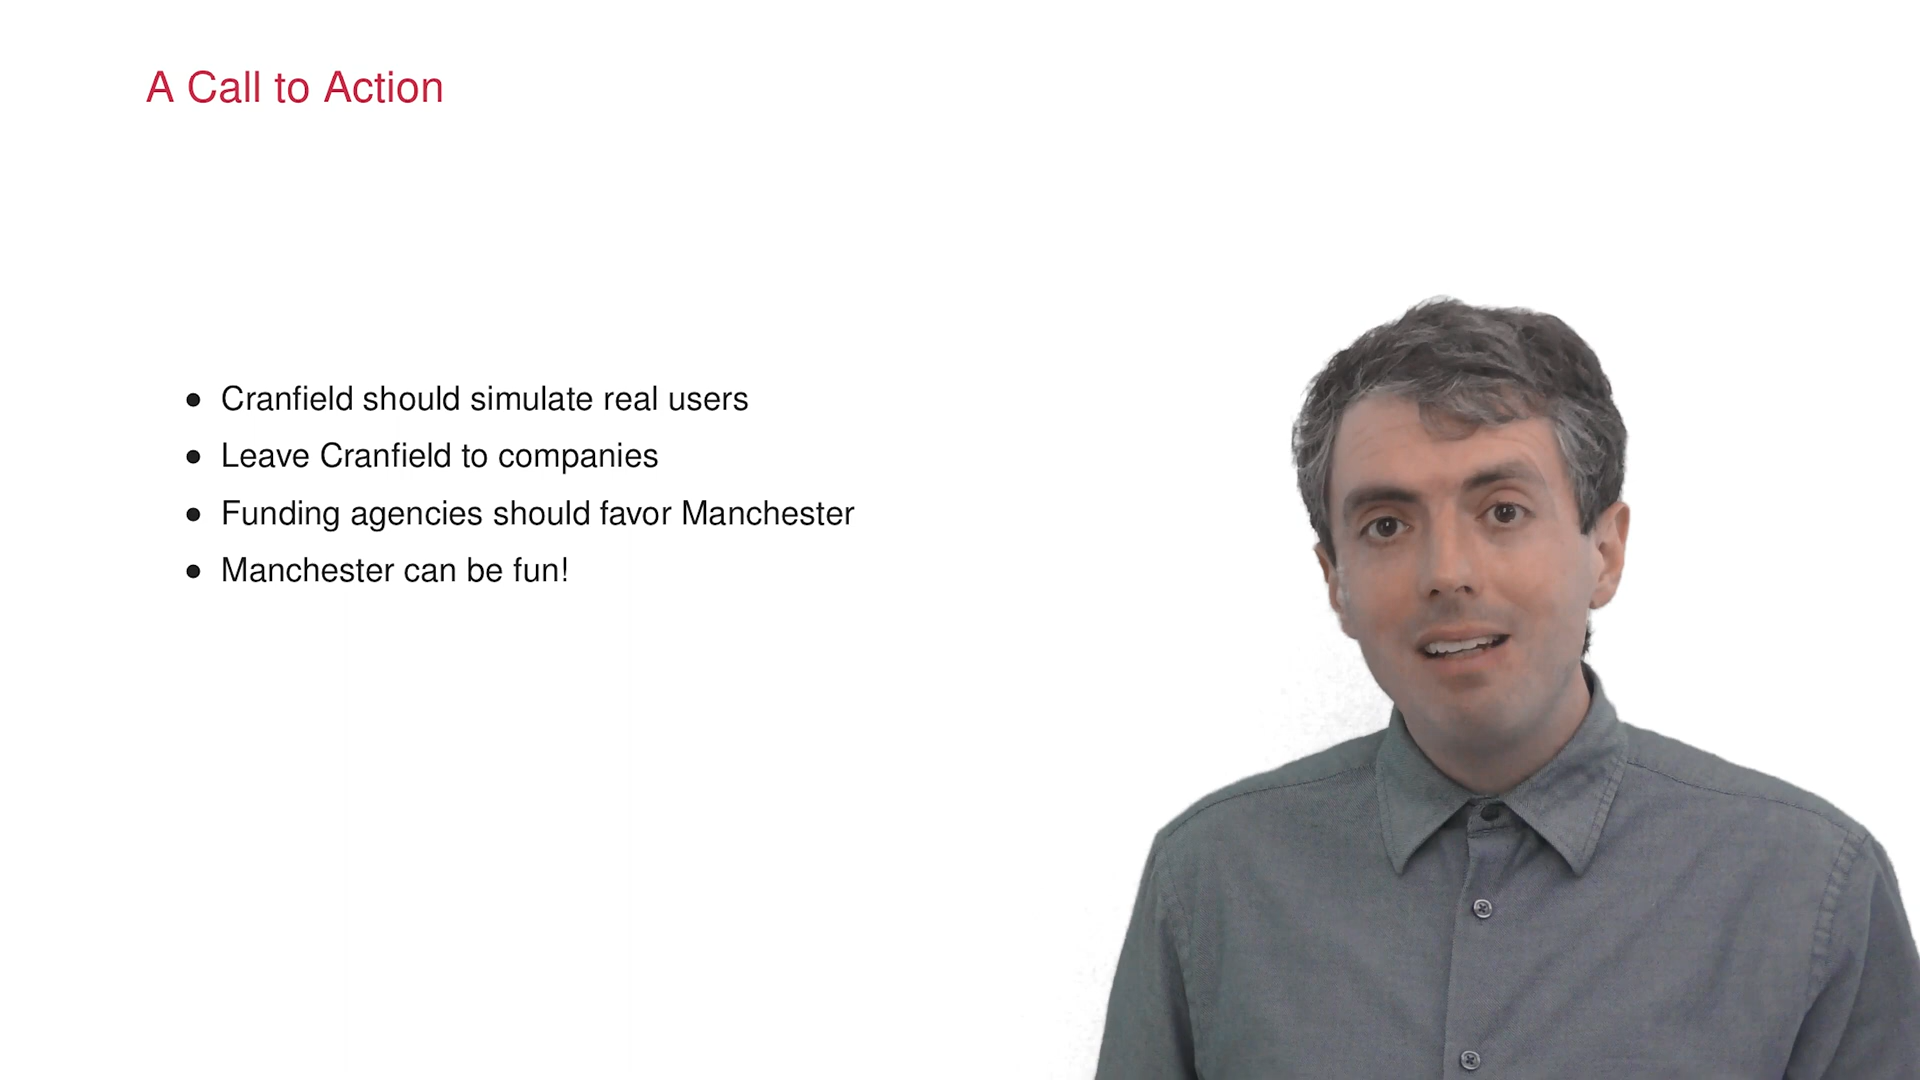 A Call to Action
• Cranfield should simulate real users
• Leave Cranfield to companies
• Funding agencies should favor Manchester
• Manchester can be fun!